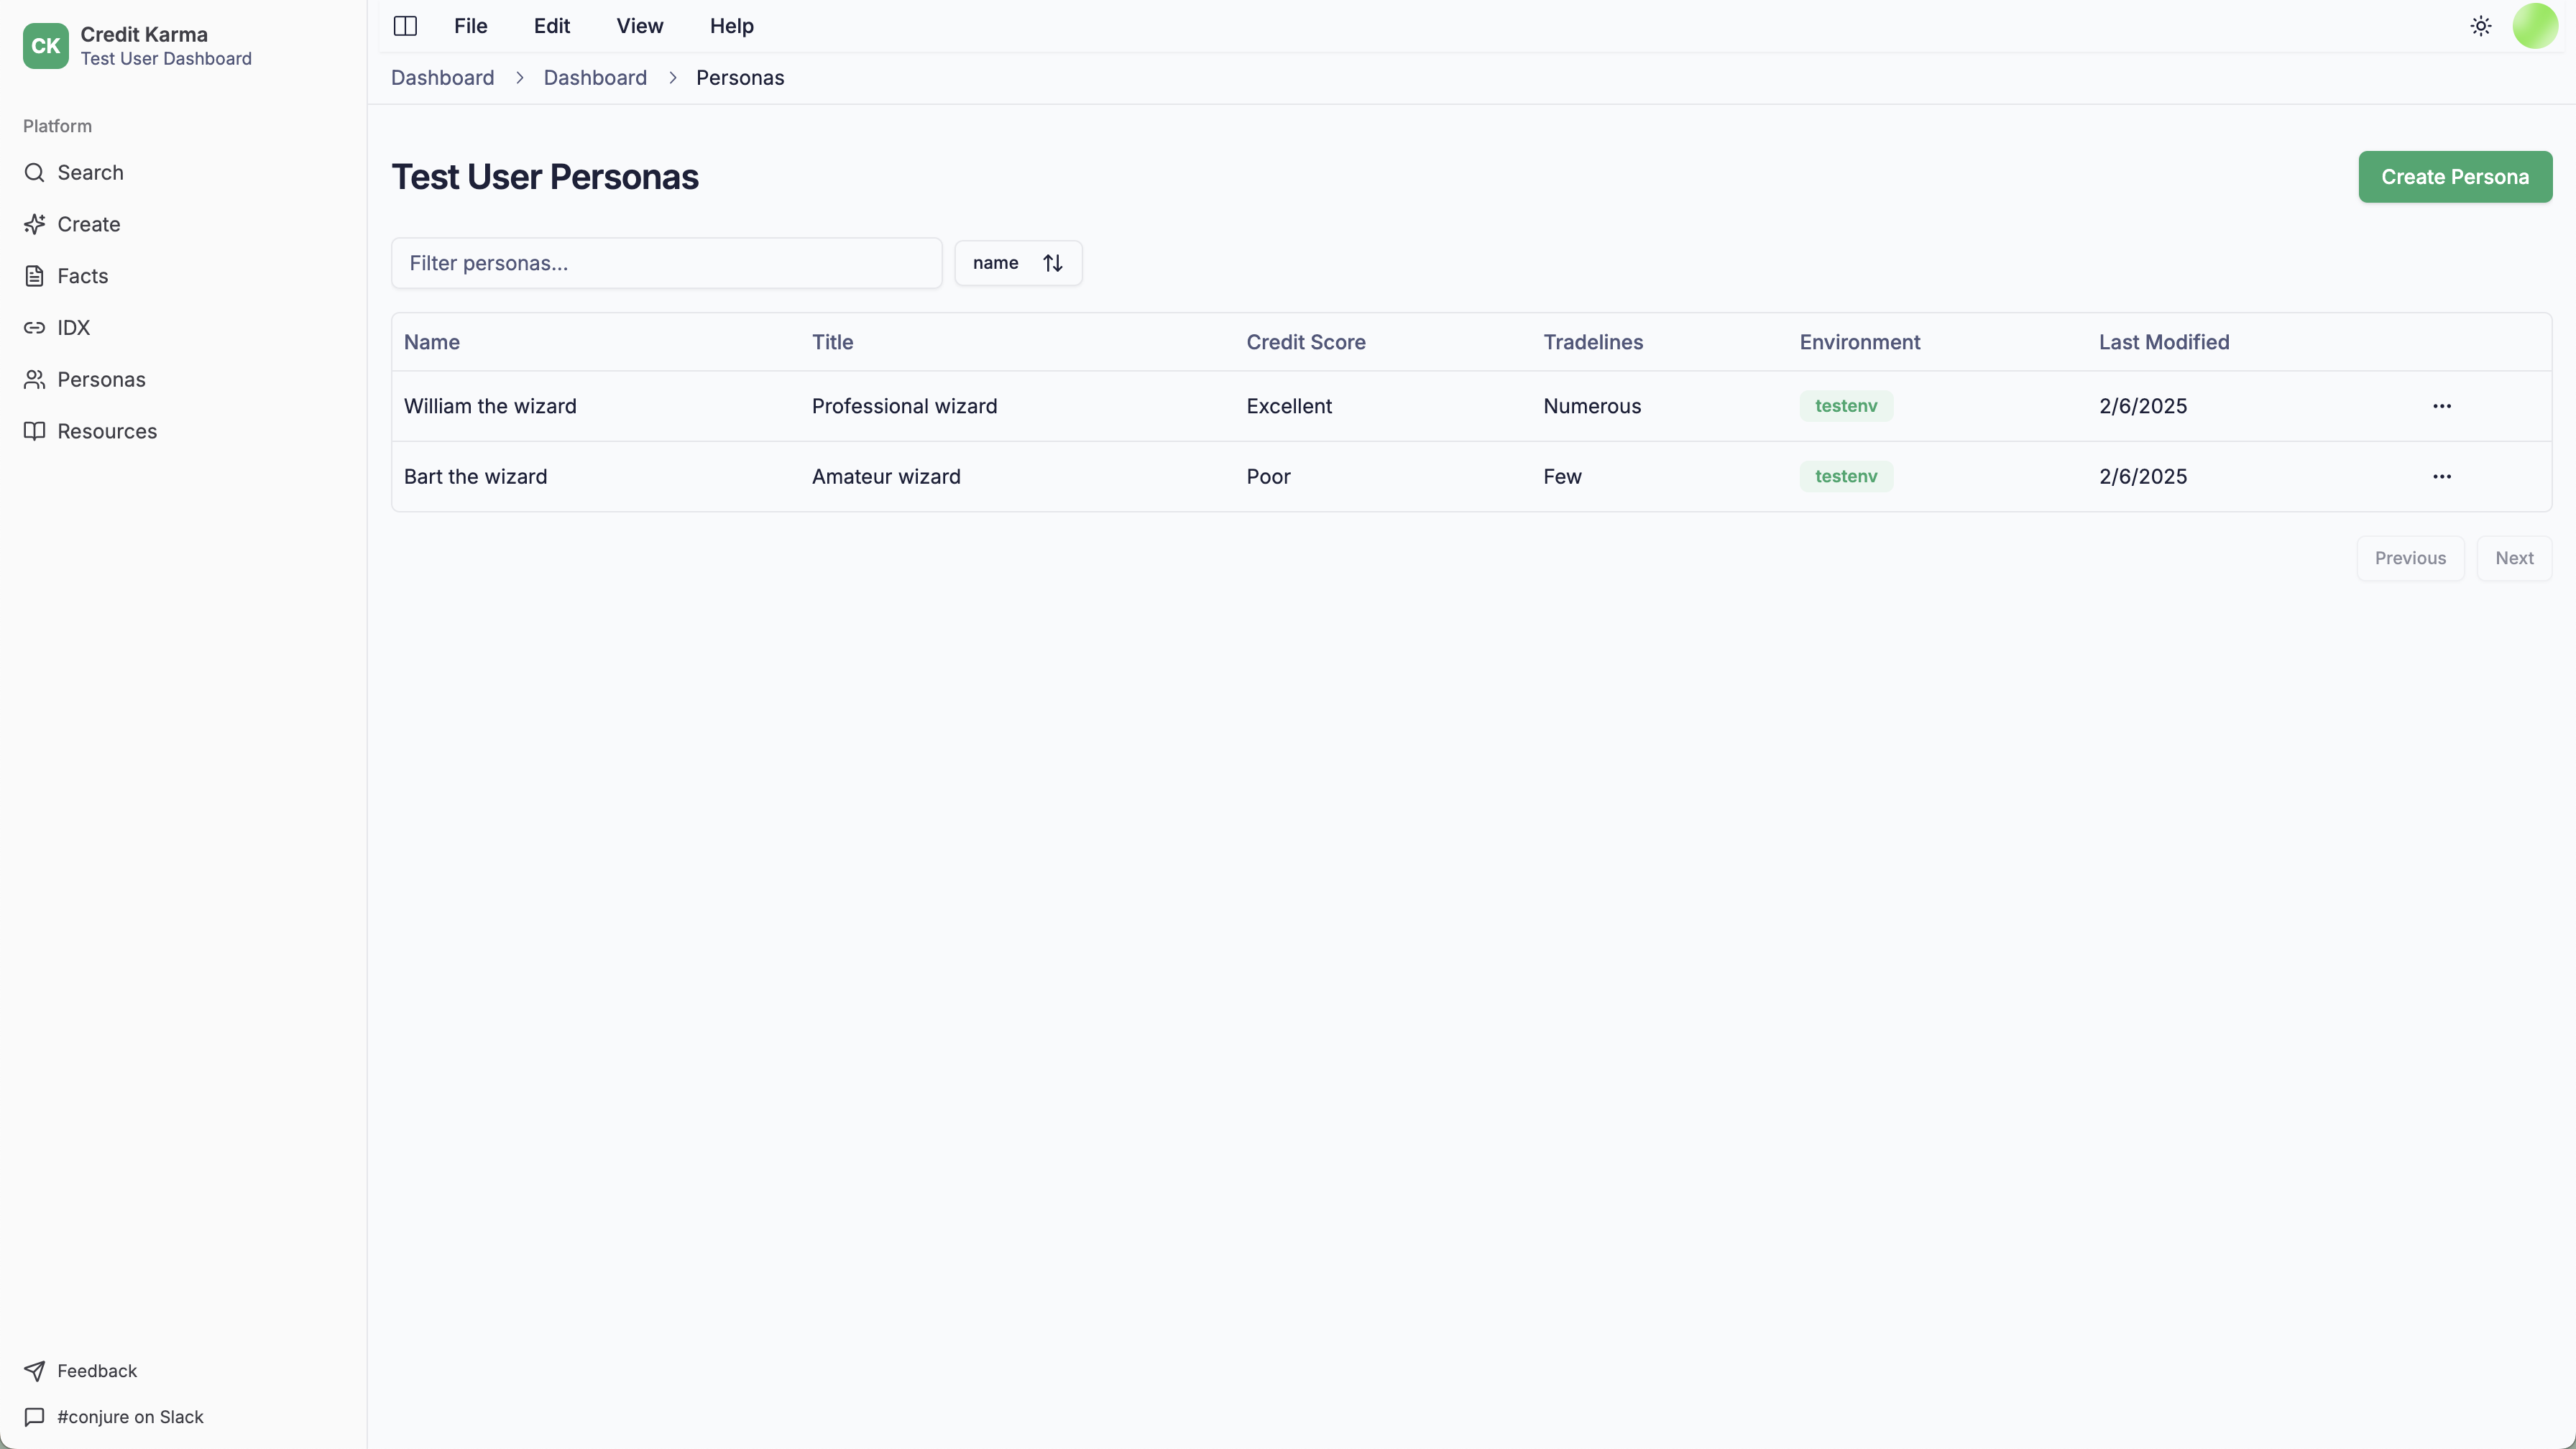 CK
Credit Karma
Test User Dashboard
Platform
Search
Create
Facts
IDX
Personas
Resources
Feedback
#conjure on Slack
File Edit View Help
Dashboard > Dashboard > Personas
Test User Personas
Create Persona
Filter personas...
name
Name Title Credit Score Tradelines Environment Last Modified
William the wizard Professional wizard Excellent Numerous testenv 2/6/2025
Bart the wizard Amateur wizard Poor Few testenv 2/6/2025
Previous Next